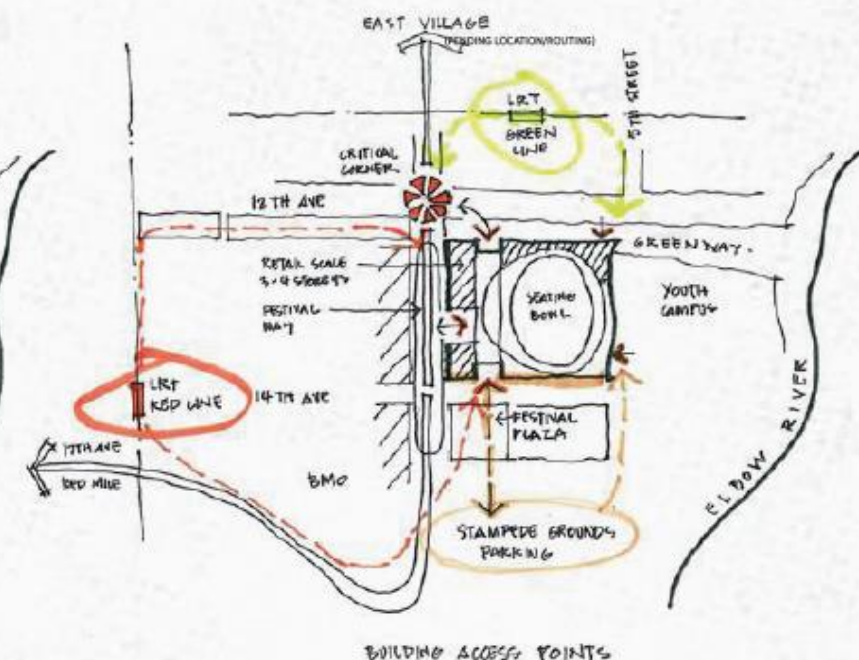 EAST VILLAGE
(PENDING LOCATION/ROUTING)
LRT
GREEN
LINE
5TH STREET
CRITICAL
CORNER
12TH AVE
GREENWAY.
RETAIL SCALE
3-4 STOREYS
FESTIVAL
WAY
SEATING
BOWL
YOUTH
CAMPUS
LRT
RED LINE
14TH AVE
FESTIVAL
PLAZA
17TH AVE
RED MILE
BMO
STAMPEDE GROUNDS
PARKING
ELBOW RIVER
BUILDING ACCESS POINTS